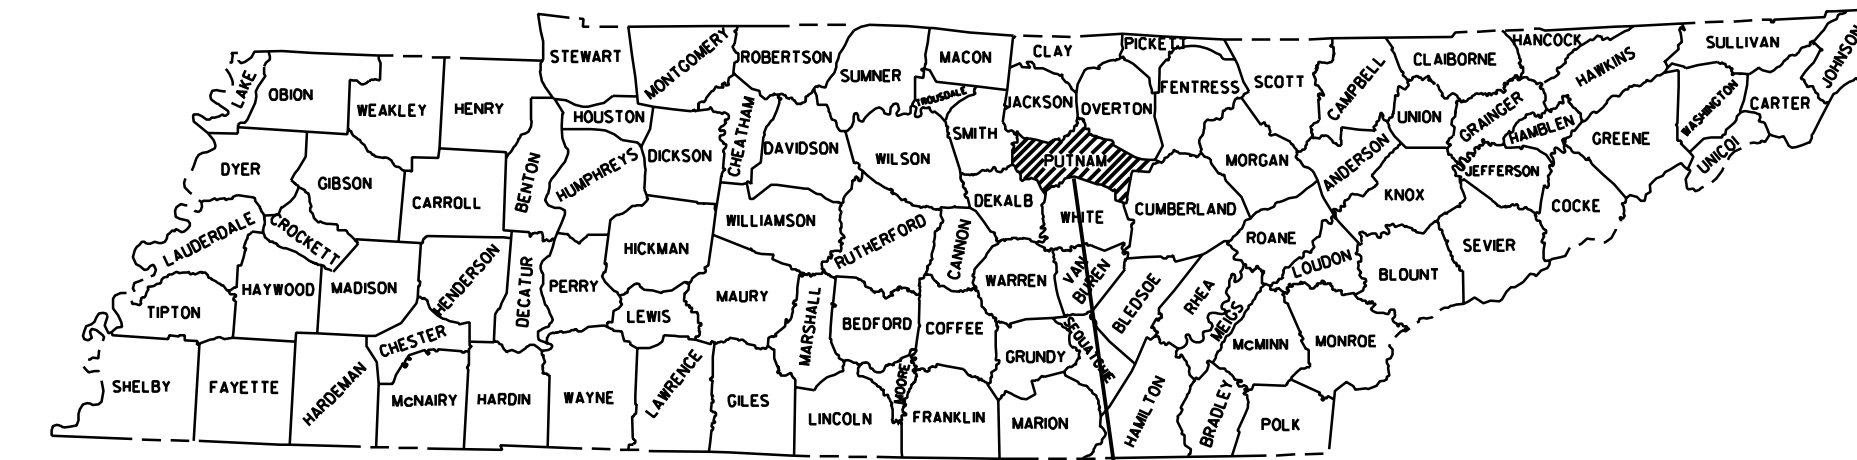 STEWART
MONTGOMERY
ROBERTSON
SUMNER
MACON
TROUSDALE
CLAY
PICKETT
FENTRESS
SCOTT
CAMPBELL
CLAIBORNE
HANCOCK
HAWKINS
SULLIVAN
JOHNSON
LAKE
OBION
WEAKLEY
HENRY
HOUSTON
CHEATHAM
SMITH
JACKSON
OVERTON
UNION
GRAINGER
HAMBLEN
WASHINGTON
CARTER
GREENE
UNICOI
DYER
GIBSON
CARROLL
BENTON
HUMPHREYS
DICKSON
DAVIDSON
WILSON
PUTNAM
MORGAN
ANDERSON
KNOX
JEFFERSON
COCKE
LAUDERDALE
CROCKETT
HICKMAN
WILLIAMSON
RUTHERFORD
CANNON
DEKALB
WHITE
CUMBERLAND
ROANE
LOUDON
BLOUNT
SEVIER
TIPTON
HAYWOOD
MADISON
HENDERSON
DECATUR
PERRY
LEWIS
MAURY
MARSHALL
BEDFORD
COFFEE
WARREN
VAN
BUREN
BLEDSOE
RHEA
MEIGS
McMINN
MONROE
CHESTER
GRUNDY
SEQUATCHIE
SHELBY
FAYETTE
HARDEMAN
McNAIRY
HARDIN
WAYNE
LAWRENCE
GILES
LINCOLN
MOORE
FRANKLIN
MARION
HAMILTON
BRADLEY
POLK